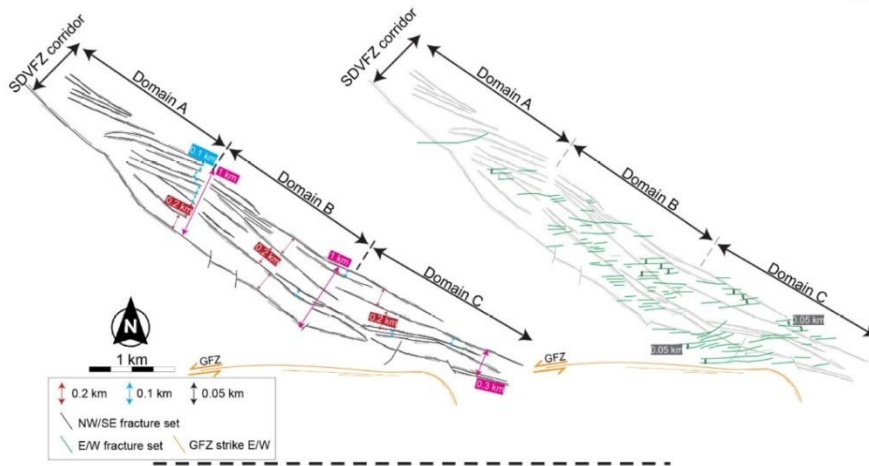 SDVFZ corridor
Domain A
0.1 km
1 km
0.2 km
Domain B
0.2 km
1 km
Domain C
0.2 km
0.3 km
N
1 km
GFZ
0.2 km
0.1 km
0.05 km
NW/SE fracture set
E/W fracture set
GFZ strike E/W
SDVFZ corridor
Domain A
Domain B
Domain C
0.05 km
0.05 km
GFZ